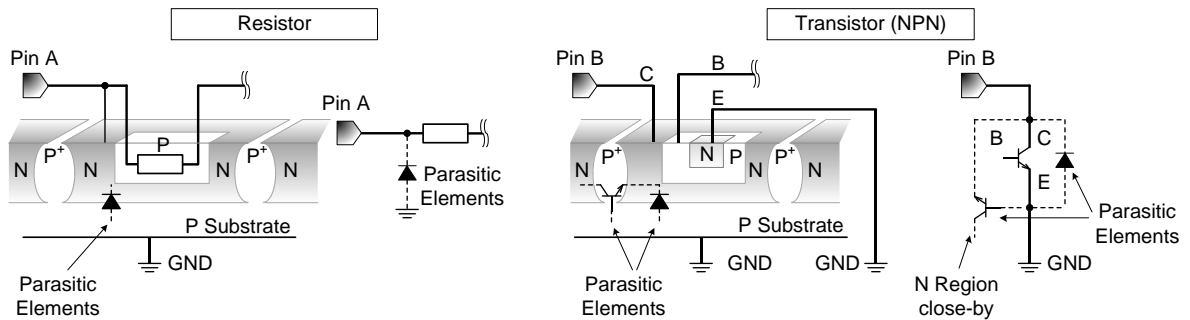 Resistor
Transistor (NPN)
Pin A
Pin A
N
P+
N
P
N
P+
N
Parasitic
Elements
P Substrate
GND
Parasitic
Elements
Pin B
C
B
E
N
P+
N
N
P
N
P+
N
P Substrate
GND
GND
Parasitic
Elements
Pin B
B
C
E
Parasitic
Elements
GND
N Region
close-by